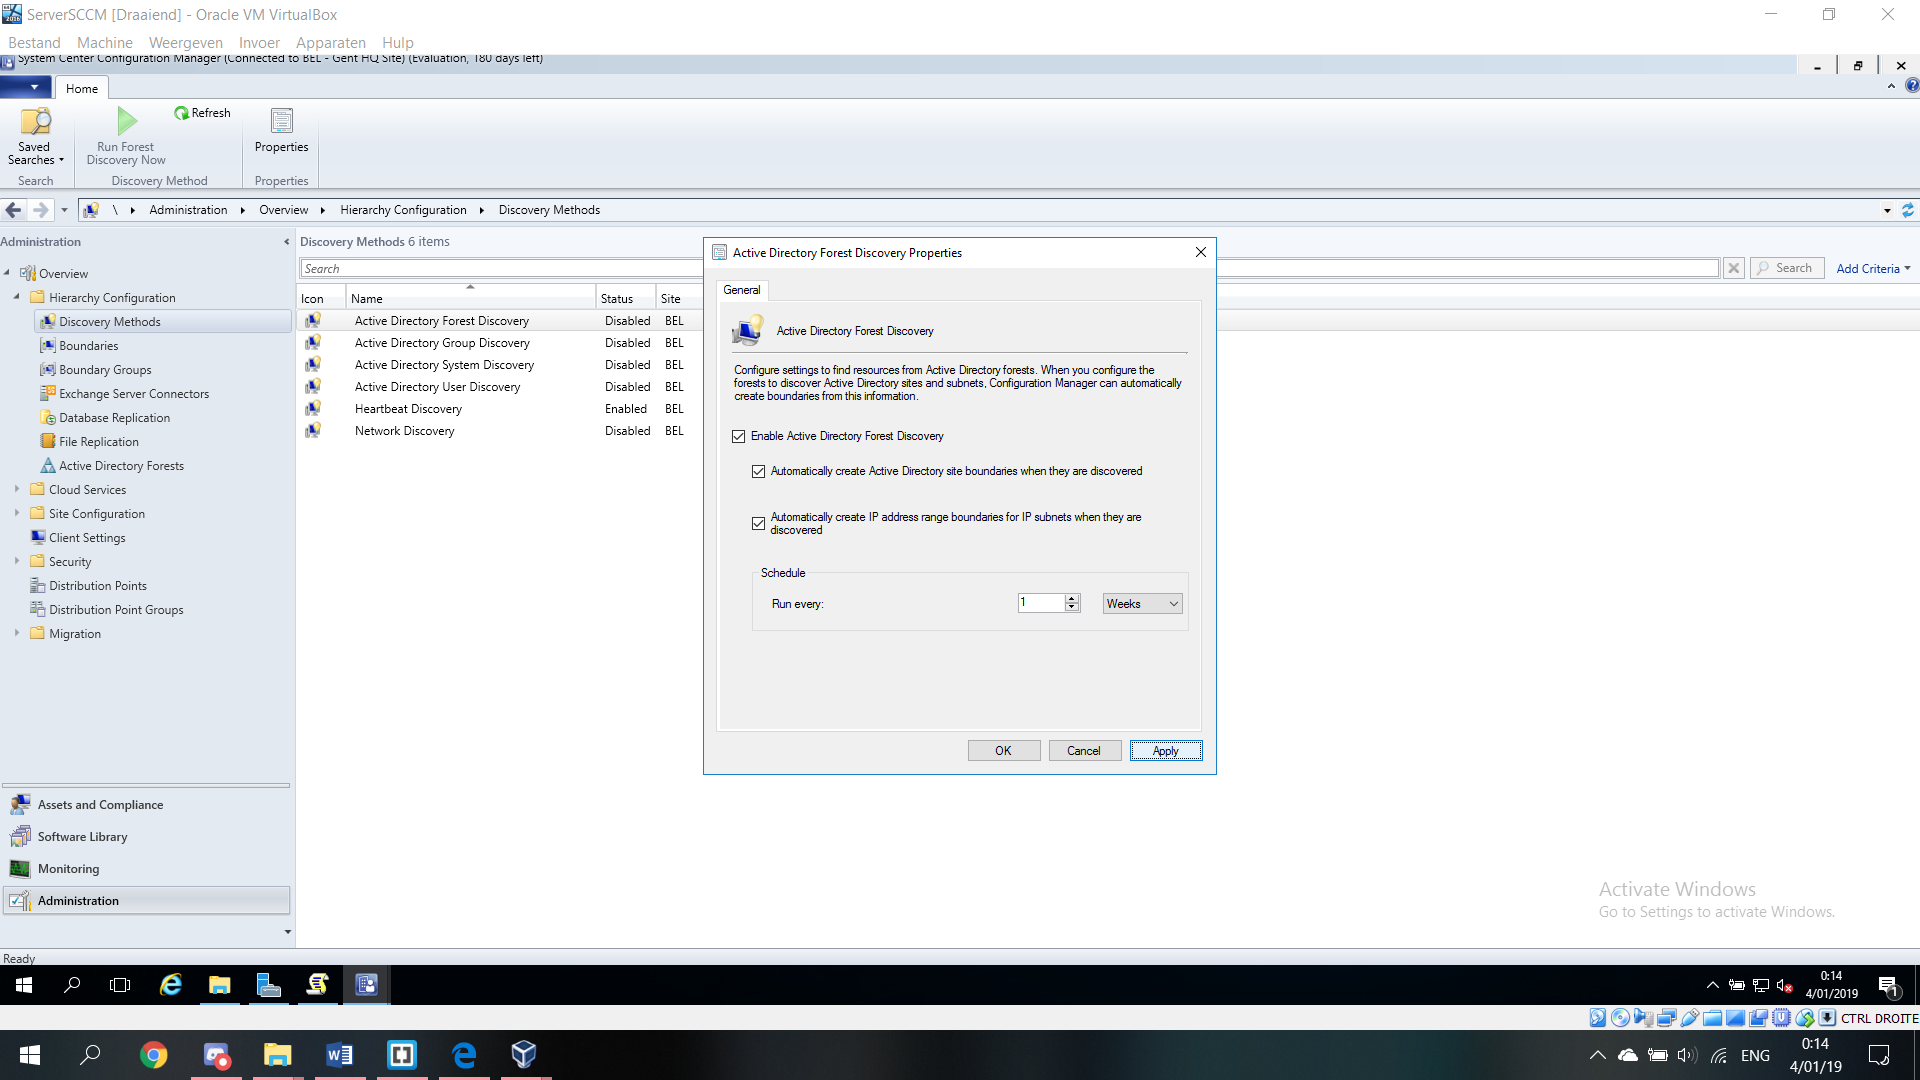 ServerSCCM [Draaiend] - Oracle VM VirtualBox
Bestand Machine Weergeven Invoer Apparaten Hulp
System Center Configuration Manager (Connected to BEL - Gent HQ Site) (Evaluation, 180 days left)
Home
Saved Searches
Run Forest Discovery Now
Refresh
Properties
Search
Discovery Method
Properties
\ Administration Overview Hierarchy Configuration Discovery Methods
Administration
Overview
Hierarchy Configuration
Discovery Methods
Boundaries
Boundary Groups
Exchange Server Connectors
Database Replication
File Replication
Active Directory Forests
Cloud Services
Site Configuration
Client Settings
Security
Distribution Points
Distribution Point Groups
Migration
Assets and Compliance
Software Library
Monitoring
Administration
Discovery Methods 6 items
Search
Search
Add Criteria
Icon Name Status Site
Active Directory Forest Discovery Disabled BEL
Active Directory Group Discovery Disabled BEL
Active Directory System Discovery Disabled BEL
Active Directory User Discovery Disabled BEL
Heartbeat Discovery Enabled BEL
Network Discovery Disabled BEL
Active Directory Forest Discovery Properties
General
Active Directory Forest Discovery
Configure settings to find resources from Active Directory forests. When you configure the
forests to discover Active Directory sites and subnets, Configuration Manager can automatically
create boundaries from this information.
Enable Active Directory Forest Discovery
Automatically create Active Directory site boundaries when they are discovered
Automatically create IP address range boundaries for IP subnets when they are
discovered
Schedule
Run every: 1 Weeks
OK Cancel Apply
Activate Windows
Go to Settings to activate Windows.
Ready
0:14
4/01/2019
1
CTRL DROITE
ENG
0:14
4/01/19